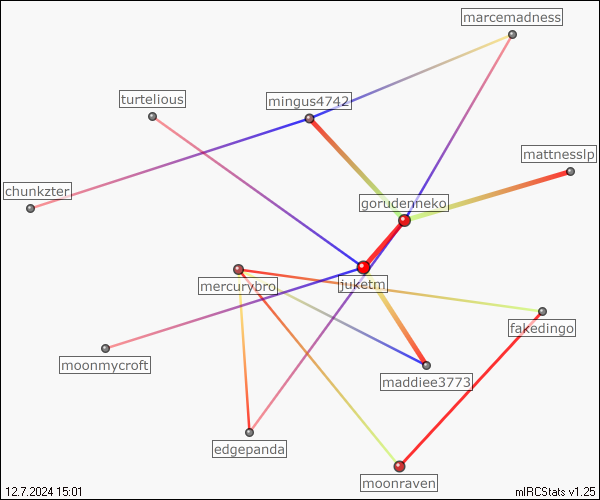 marcemadness
turtelious
mingus4742
mattnesslp
chunkzter
gorudenneko
mercurybro
juketm
fakedingo
moonmycroft
maddiee3773
edgepanda
moonraven
12.7.2024 15:01
mIRCStats v1.25